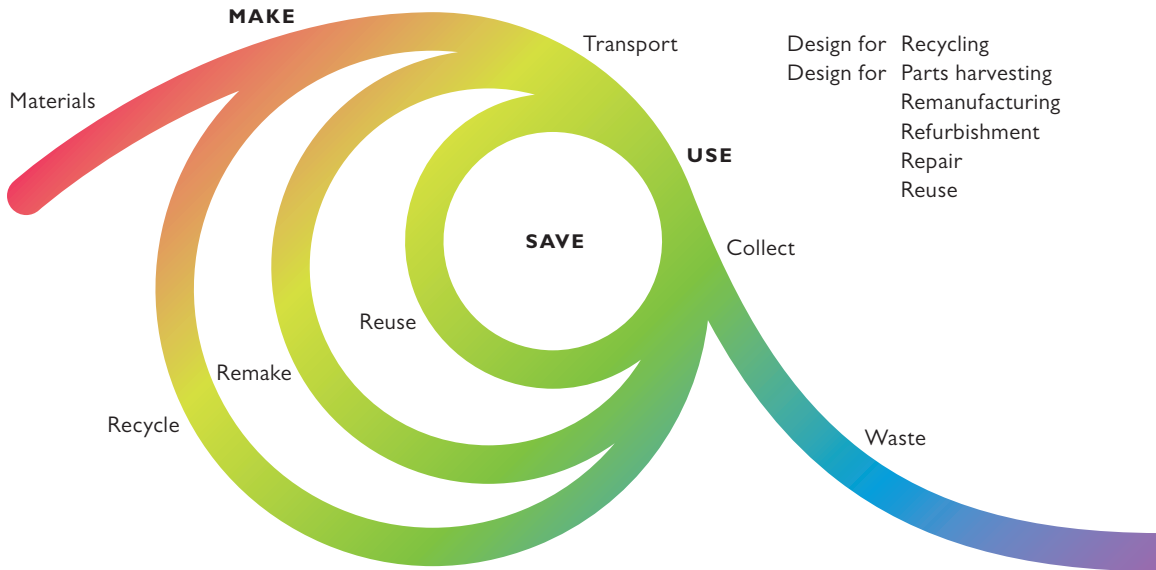 MAKE
Transport
Design for Recycling
Design for Parts harvesting
Remanufacturing
Refurbishment
Repair
Reuse
Materials
USE
SAVE
Collect
Reuse
Remake
Recycle
Waste